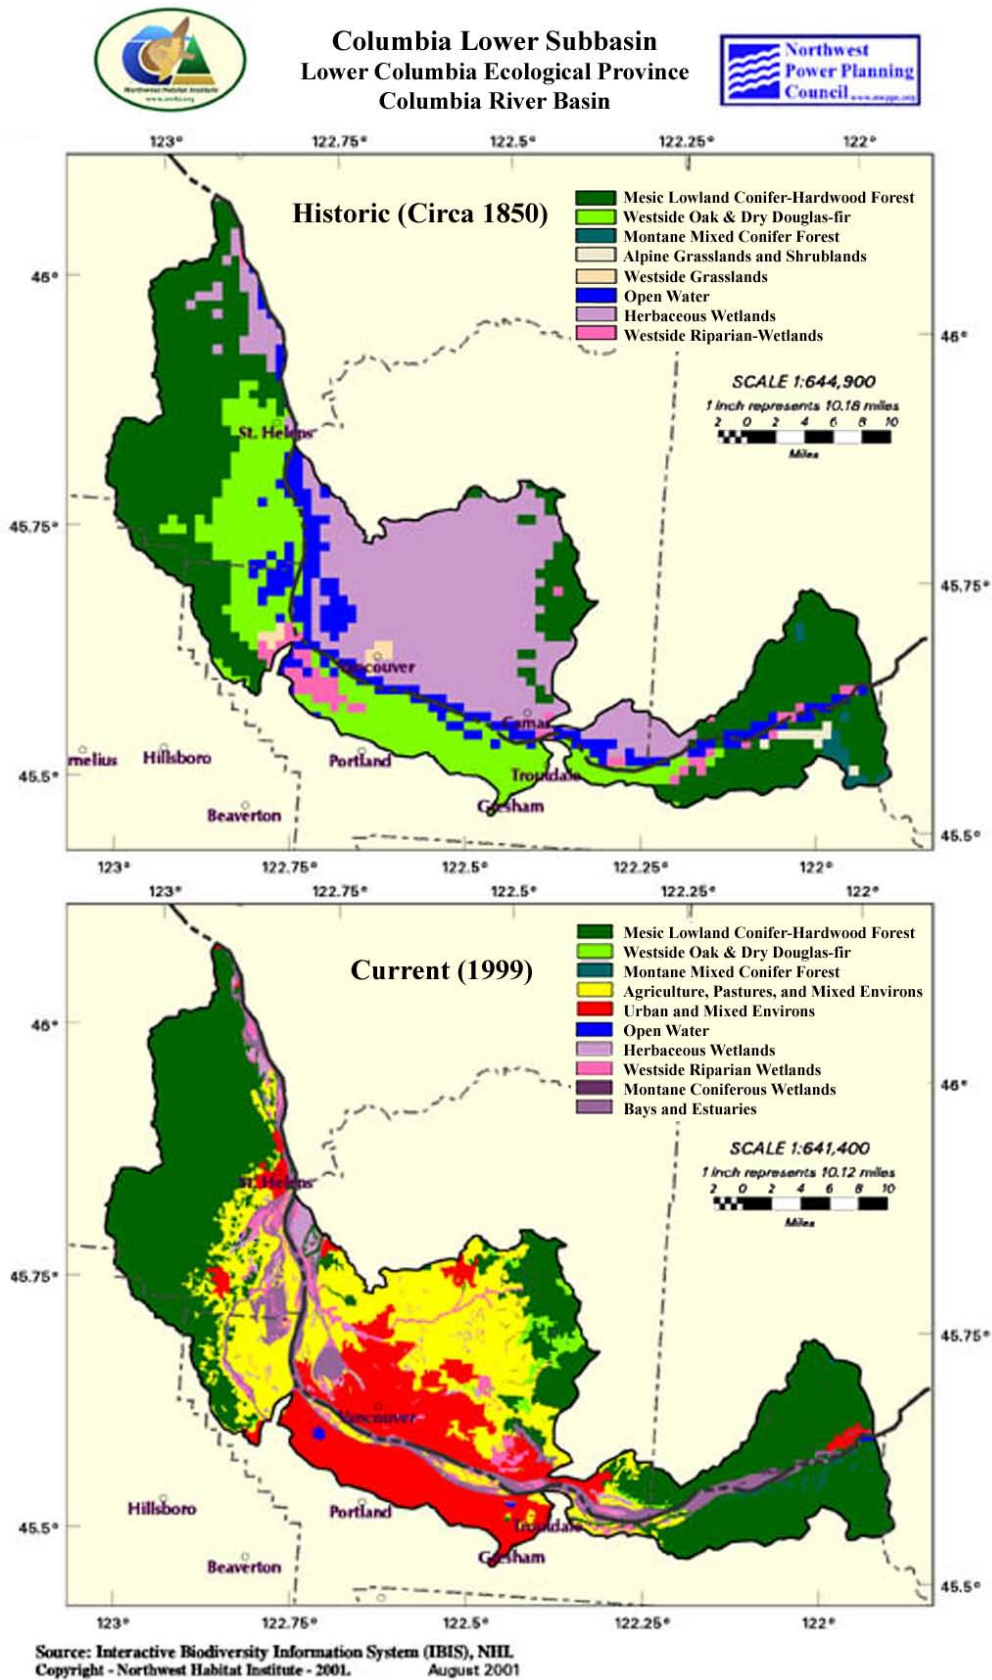 Columbia Lower Subbasin
Lower Columbia Ecological Province
Columbia River Basin
Northwest Habitat Institute
www.nwhi.org
Northwest
Power Planning
Council www.nwppc.org
123° 122.75° 122.5° 122.25° 122°
Historic (Circa 1850)
Mesic Lowland Conifer-Hardwood Forest
Westside Oak & Dry Douglas-fir
Montane Mixed Conifer Forest
Alpine Grasslands and Shrublands
Westside Grasslands
Open Water
Herbaceous Wetlands
Westside Riparian-Wetlands
46°
46°
SCALE 1:644,900
1 inch represents 10.18 miles
2 0 2 4 6 8 10
Miles
St. Helens
45.75°
45.75°
Vancouver
Camas
rnelius
Hillsboro
Portland
Troutdale
45.5°
Beaverton
Gresham
45.5°
123° 122.75° 122.5° 122.25° 122°
123° 122.75° 122.5° 122.25° 122°
Current (1999)
Mesic Lowland Conifer-Hardwood Forest
Westside Oak & Dry Douglas-fir
Montane Mixed Conifer Forest
Agriculture, Pastures, and Mixed Environs
Urban and Mixed Environs
Open Water
Herbaceous Wetlands
Westside Riparian Wetlands
Montane Coniferous Wetlands
Bays and Estuaries
46°
46°
SCALE 1:641,400
1 inch represents 10.12 miles
2 0 2 4 6 8 10
Miles
St. Helens
45.75°
45.75°
Vancouver
Hillsboro
Portland
Troutdale
45.5°
Beaverton
Gresham
45.5°
123° 122.75° 122.5° 122.25° 122°
Source: Interactive Biodiversity Information System (IBIS), NHI.
Copyright - Northwest Habitat Institute - 2001. August 2001